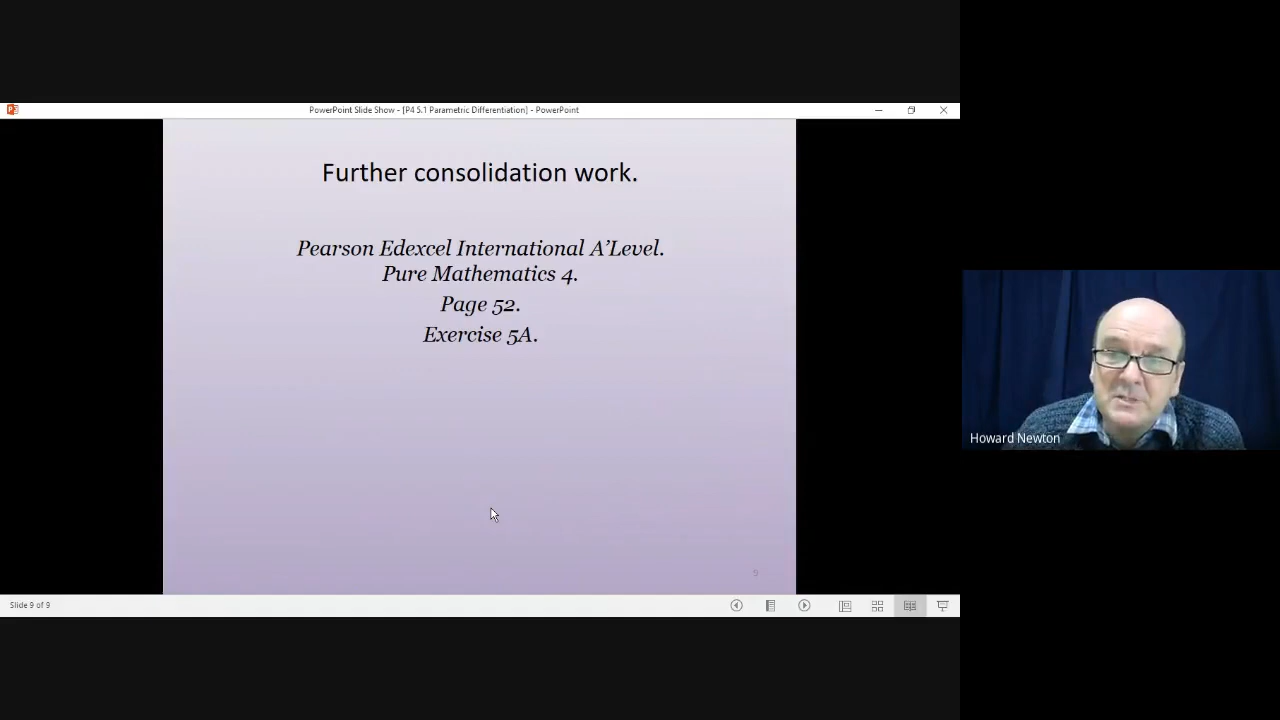 PowerPoint Slide Show - [P4 5.1 Parametric Differentiation] - PowerPoint
Further consolidation work.
Pearson Edexcel International A’Level.
Pure Mathematics 4.
Page 52.
Exercise 5A.
Howard Newton
9
Slide 9 of 9